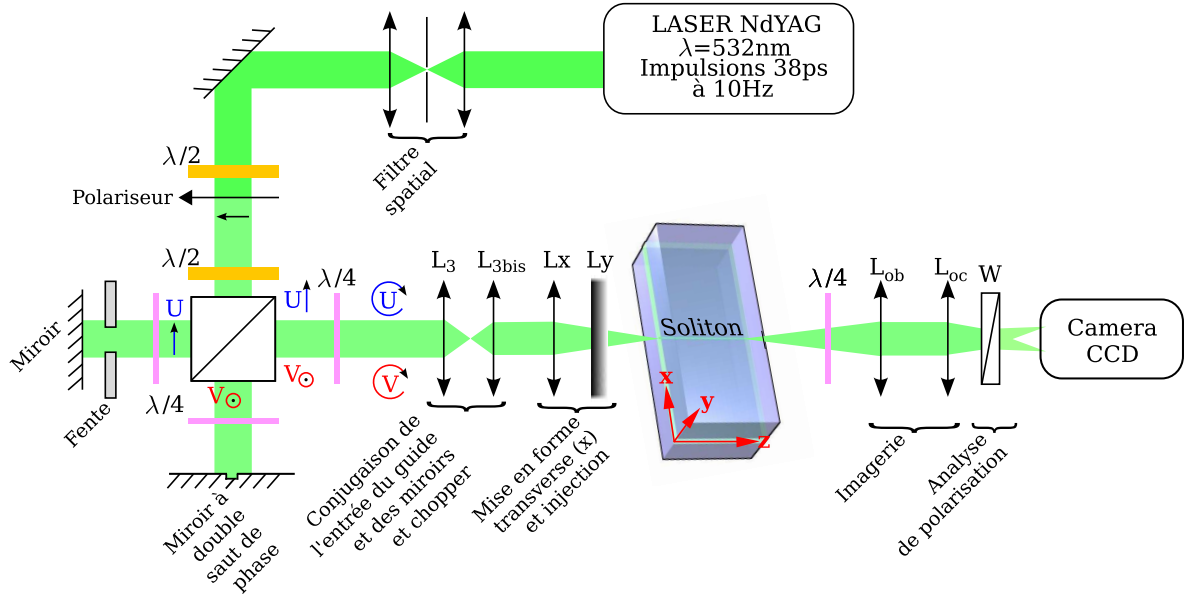 LASER NdYAG
λ=532nm
Impulsions 38ps
à 10Hz
Filtre
spatial
λ/2
Polariseur
λ/2
Miroir
Fente
U
λ/4
V
U
V
λ/4
U
V
Miroir à
double
saut de
phase
L3
L3bis
Lx
Ly
Conjugaison de
l'entrée du guide
et des miroirs
et chopper
Mise en forme
transverse (x)
et injection
Soliton
x
y
z
λ/4
Lob
Loc
W
Imagerie
Analyse
de polarisation
Camera
CCD